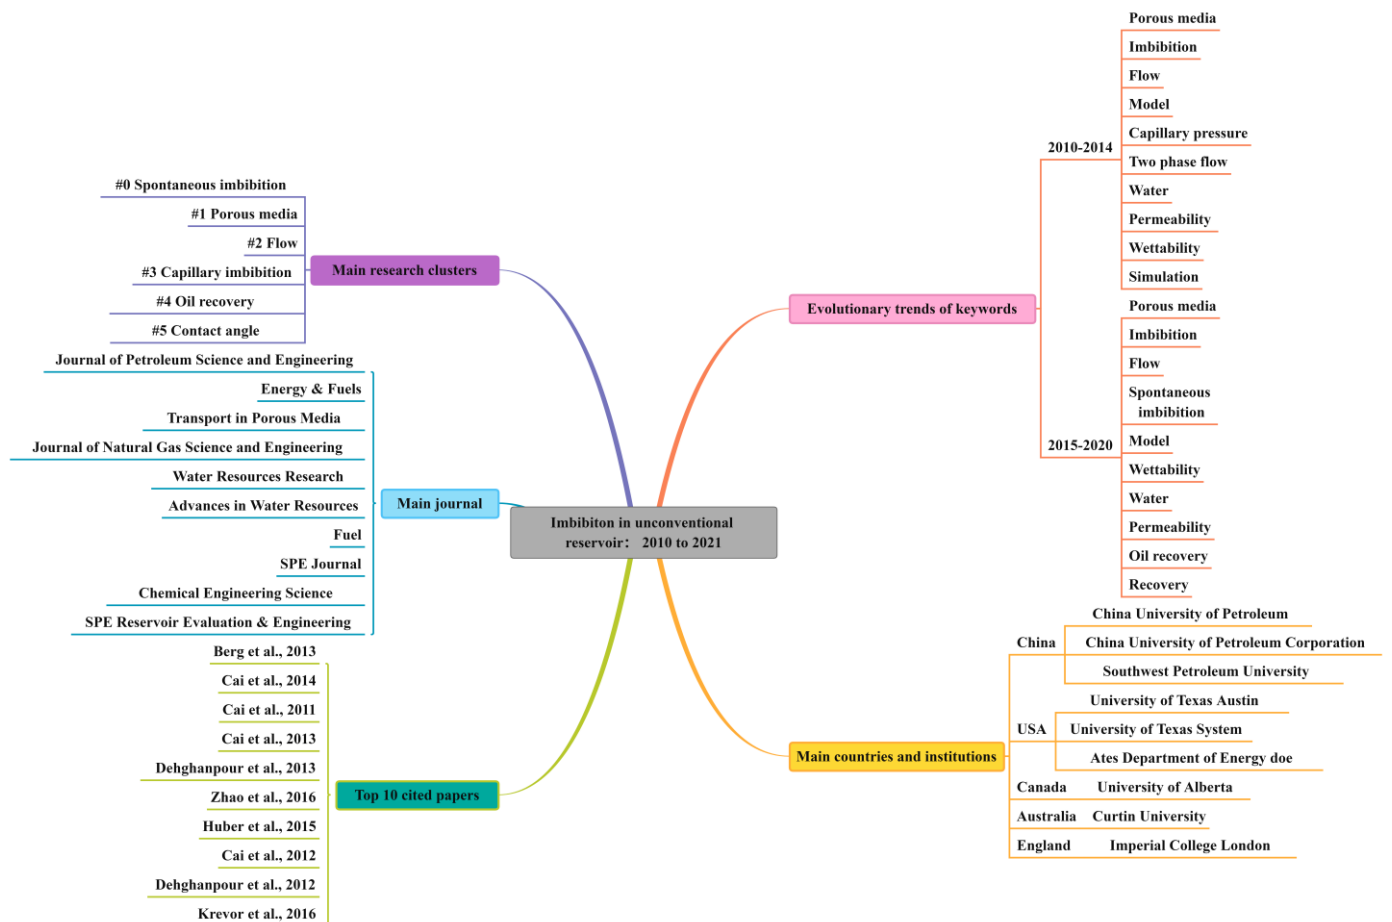 Imbibiton in unconventional
reservoir： 2010 to 2021
Main research clusters
#0 Spontaneous imbibition
#1 Porous media
#2 Flow
#3 Capillary imbibition
#4 Oil recovery
#5 Contact angle
Main journal
Journal of Petroleum Science and Engineering
Energy & Fuels
Transport in Porous Media
Journal of Natural Gas Science and Engineering
Water Resources Research
Advances in Water Resources
Fuel
SPE Journal
Chemical Engineering Science
SPE Reservoir Evaluation & Engineering
Top 10 cited papers
Berg et al., 2013
Cai et al., 2014
Cai et al., 2011
Cai et al., 2013
Dehghanpour et al., 2013
Zhao et al., 2016
Huber et al., 2015
Cai et al., 2012
Dehghanpour et al., 2012
Krevor et al., 2016
Evolutionary trends of keywords
2010-2014
Porous media
Imbibition
Flow
Model
Capillary pressure
Two phase flow
Water
Permeability
Wettability
Simulation
2015-2020
Porous media
Imbibition
Flow
Spontaneous
imbibition
Model
Wettability
Water
Permeability
Oil recovery
Recovery
Main countries and institutions
China
China University of Petroleum
China University of Petroleum Corporation
Southwest Petroleum University
USA
University of Texas Austin
University of Texas System
Ates Department of Energy doe
Canada University of Alberta
Australia Curtin University
England Imperial College London